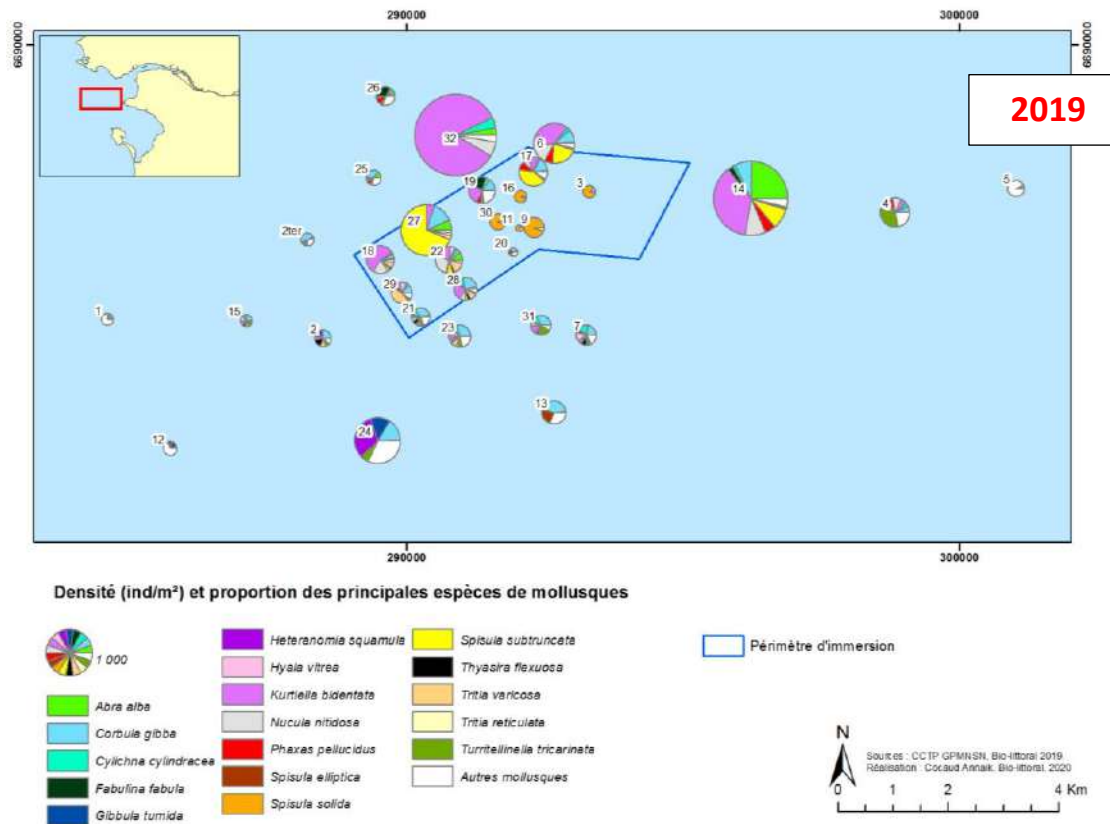 290000
300000
6690000
6690000
2019
26
32
6
17
25
19
16
3
14
5
4
27
30
11
9
2ter
20
18
22
29
28
1
15
21
2
23
31
7
13
24
12
290000
300000
Densité (ind/m²) et proportion des principales espèces de mollusques
1 000
Abra alba
Corbula gibba
Cylichna cylindracea
Fabulina fabula
Gibbula tumida
Heteranomia squamula
Hyala vitrea
Kurtiella bidentata
Nucula nitidosa
Phaxas pellucidus
Spisula elliptica
Spisula solida
Spisula subtruncata
Thyasira flexuosa
Tritia varicosa
Tritia reticulata
Turritellinella tricarinata
Autres mollusques
Périmètre d'immersion
N
Sources : CCTP GPMNSN, Bio-littoral 2019
Réalisation : Cocaud Annaik, Bio-littoral, 2020
0 1 2 4 Km